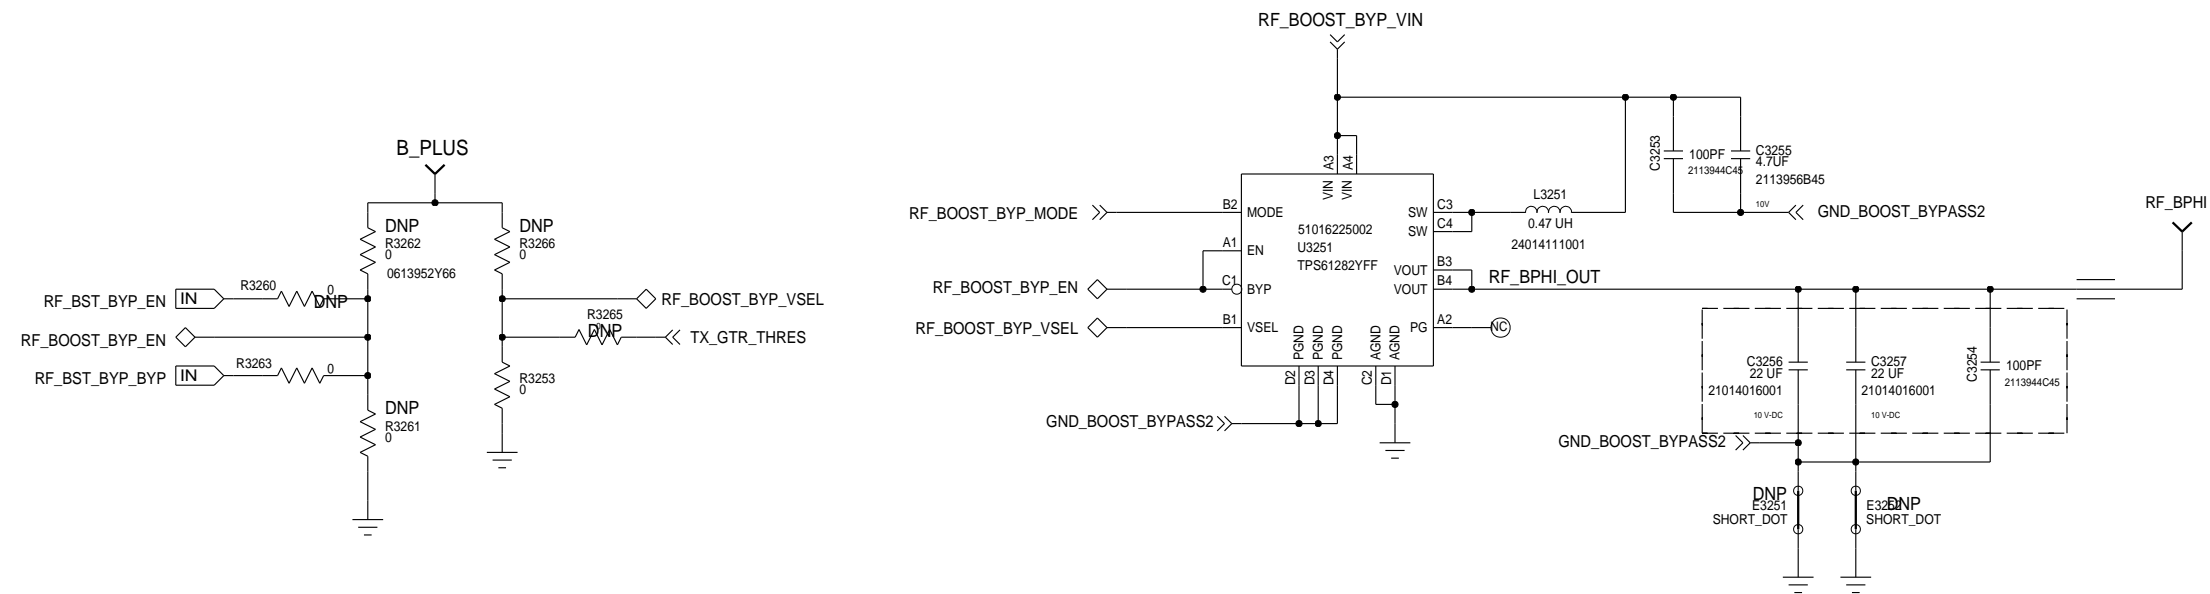 RF_BOOST_BYP_VIN
B_PLUS
DNP
R3262
0
0613952Y66
DNP
R3266
0
RF_BST_BYP_EN
IN
R3260
0
DNP
RF_BOOST_BYP_EN
RF_BST_BYP_BYP
IN
R3263
0
DNP
R3261
0
RF_BOOST_BYP_VSEL
R3265
0
DNP
TX_GTR_THRES
R3253
0
RF_BOOST_BYP_MODE
RF_BOOST_BYP_EN
RF_BOOST_BYP_VSEL
B2
A1
C1
B1
MODE
EN
BYP
VSEL
A3
A4
VIN
VIN
51016225002
U3251
TPS61282YFF
SW
SW
VOUT
VOUT
PG
C3
C4
B3
B4
A2
NC
PGND
PGND
PGND
AGND
AGND
D2
D3
D4
C2
D1
GND_BOOST_BYPASS2
L3251
0.47 UH
24014111001
RF_BPHI_OUT
C3253
100PF
2113944C45
C3255
4.7UF
2113956B45
10V
GND_BOOST_BYPASS2
RF_BPHI
C3256
22 UF
21014016001
10 V-DC
C3257
22 UF
21014016001
10 V-DC
C3254
100PF
2113944C45
GND_BOOST_BYPASS2
DNP
E3251
SHORT_DOT
DNP
E3252
SHORT_DOT